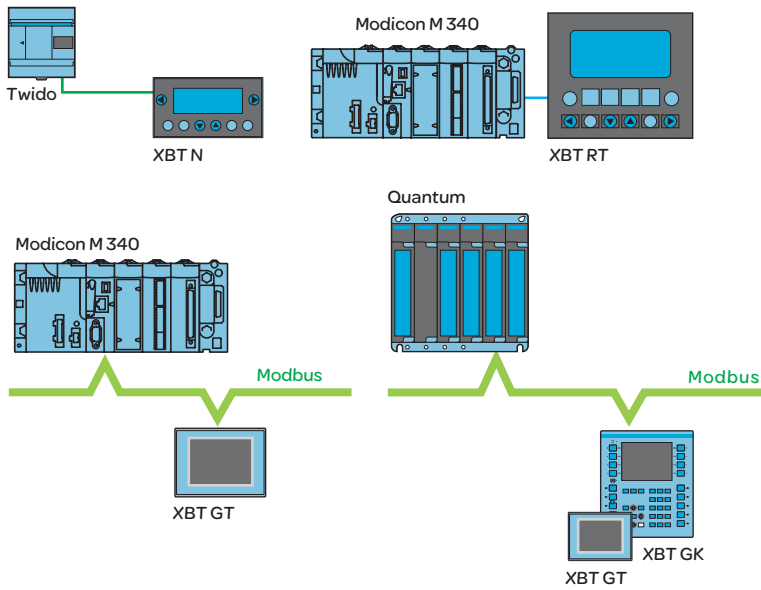 Modicon M 340
Twido
XBT N
XBT RT
Quantum
Modicon M 340
Modbus
Modbus
XBT GT
XBT GK
XBT GT